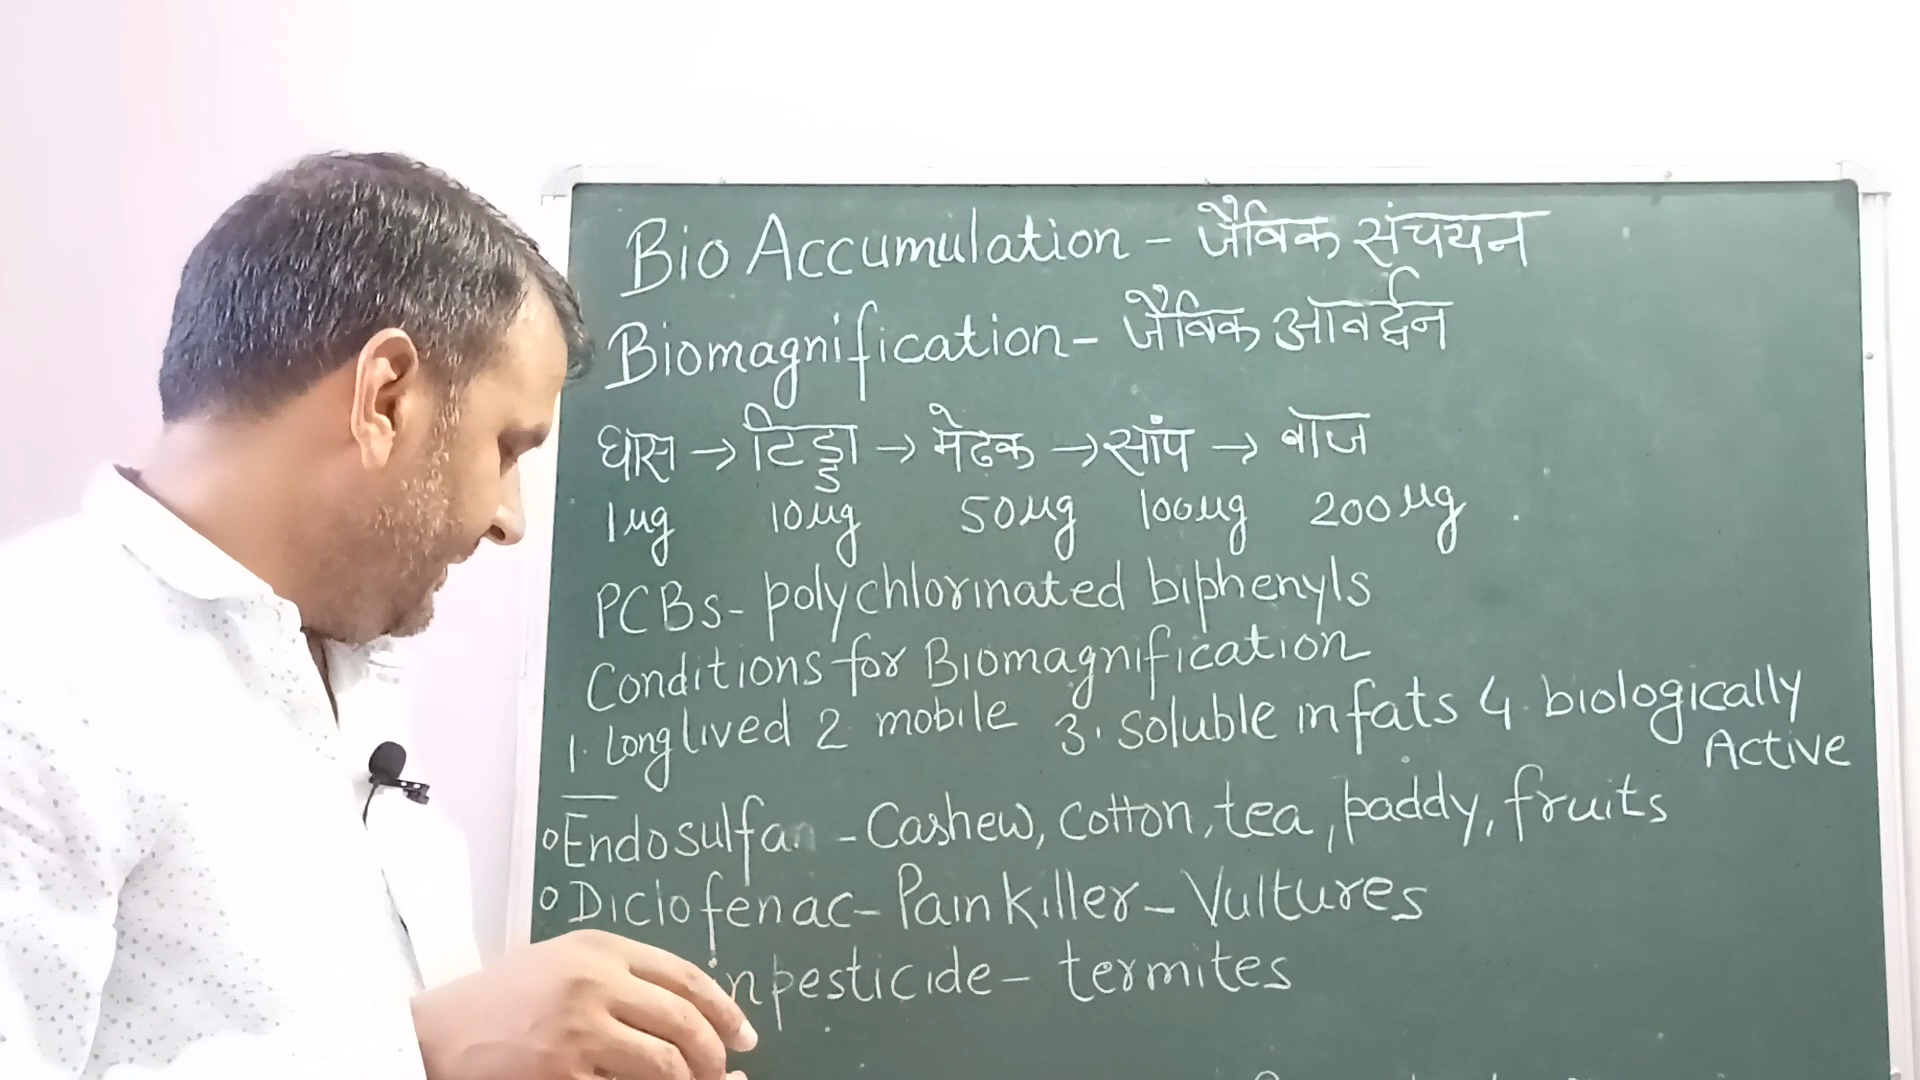 Bio Accumulation - जैविक संचयन
Biomagnification - जैविक आवर्द्धन
घास → टिड्डा → मेढक → सांप → बाज
1µg 10µg 50µg 100µg 200µg
PCBs - polychlorinated biphenyls
Conditions for Biomagnification
1. Long lived 2 mobile 3. soluble in fats 4. biologically
Active
Endosulfan - Cashew, cotton, tea, paddy, fruits
Diclofenac - Painkiller - Vultures
pesticide - termites